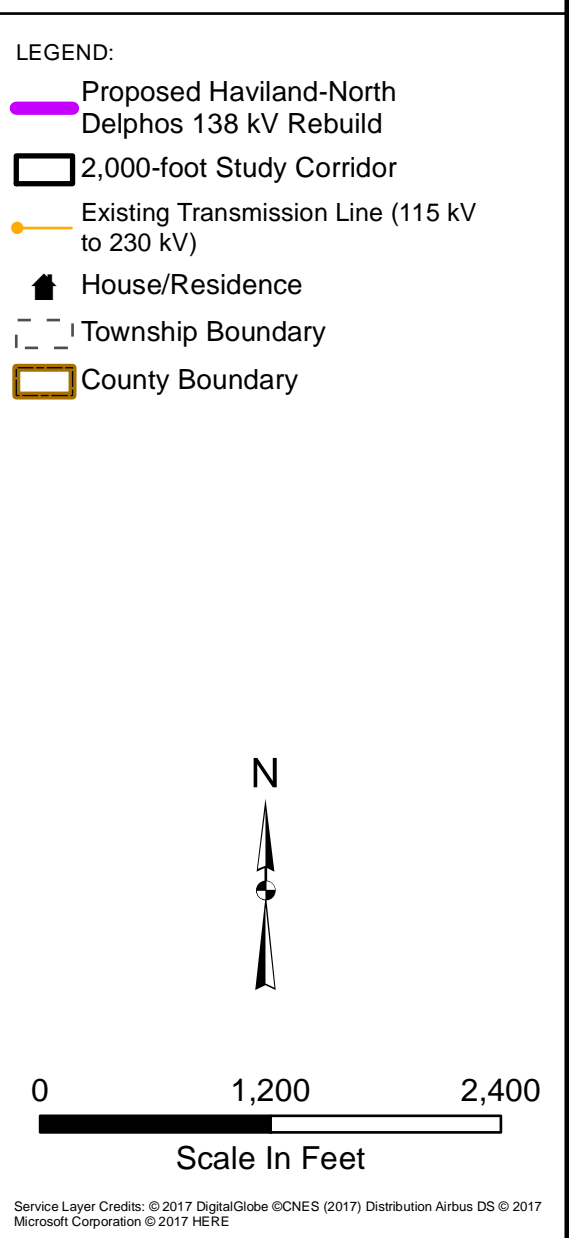 LEGEND:
Proposed Haviland-North
Delphos 138 kV Rebuild
2,000-foot Study Corridor
Existing Transmission Line (115 kV
to 230 kV)
House/Residence
Township Boundary
County Boundary
N
0 1,200 2,400
Scale In Feet
Service Layer Credits: © 2017 DigitalGlobe ©CNES (2017) Distribution Airbus DS © 2017
Microsoft Corporation © 2017 HERE